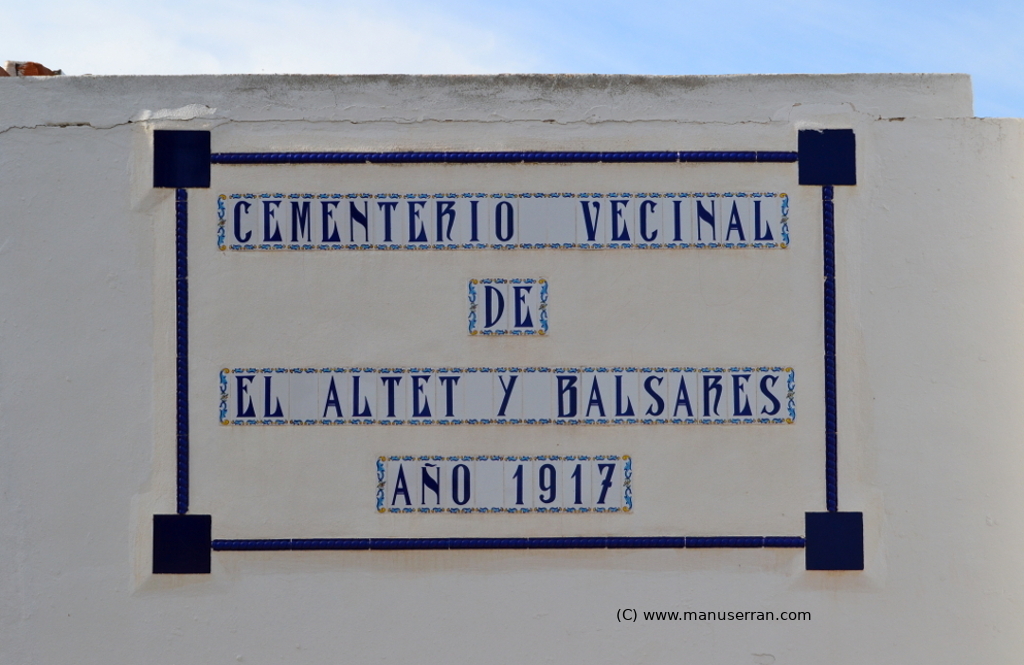 CEMENTERIO VECINAL
DE
EL ALTET Y BALSARES
AÑO 1917
(C) www.manuserran.com